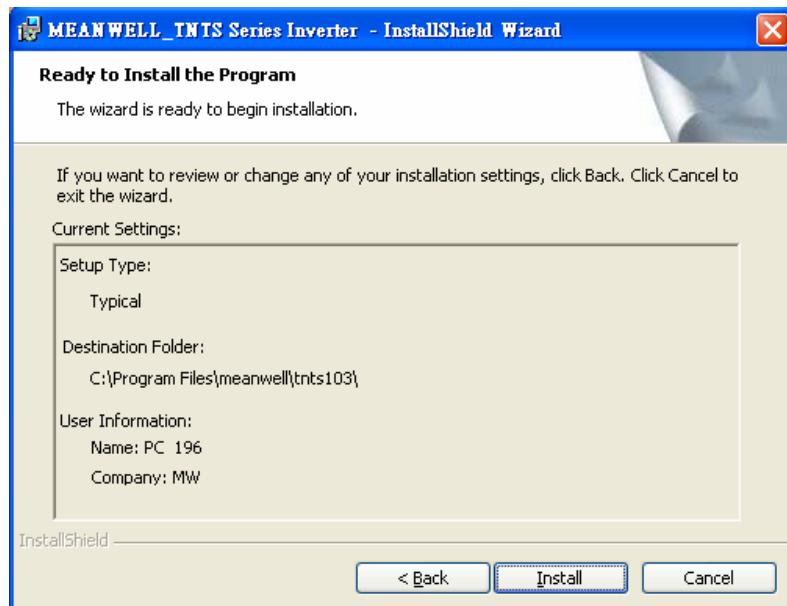 MEANWELL_TNTS Series Inverter - InstallShield Wizard
Ready to Install the Program
The wizard is ready to begin installation.
If you want to review or change any of your installation settings, click Back. Click Cancel to
exit the wizard.
Current Settings:
Setup Type:
Typical
Destination Folder:
C:\Program Files\meanwell\tnts103\
User Information:
Name: PC 196
Company: MW
InstallShield
< Back
Install
Cancel